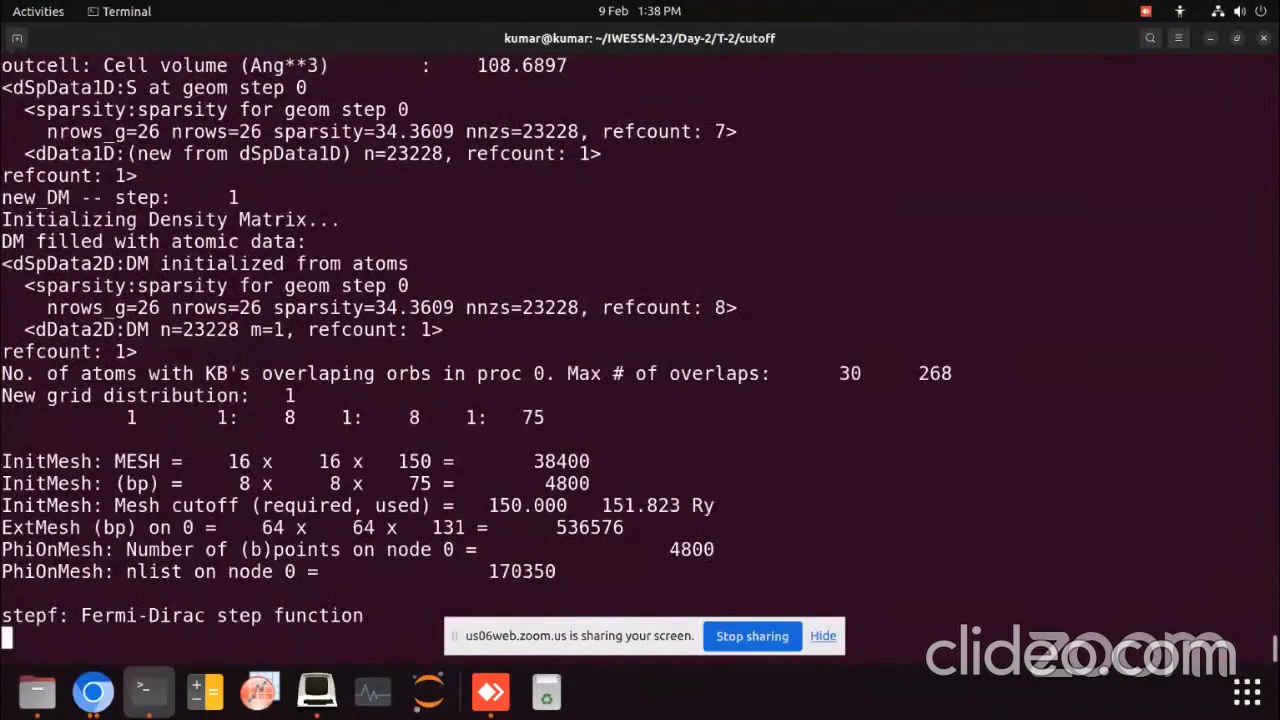 Activities
Terminal
9 Feb 1:38 PM
kumar@kumar: ~/IWESSM-23/Day-2/T-2/cutoff
outcell: Cell volume (Ang**3) : 108.6897
<dSpData1D:S at geom step 0
<sparsity:sparsity for geom step 0
nrows_g=26 nrows=26 sparsity=34.3609 nnzs=23228, refcount: 7>
<dData1D:(new from dSpData1D) n=23228, refcount: 1>
refcount: 1>
new_DM -- step: 1
Initializing Density Matrix...
DM filled with atomic data:
<dSpData2D:DM initialized from atoms
<sparsity:sparsity for geom step 0
nrows_g=26 nrows=26 sparsity=34.3609 nnzs=23228, refcount: 8>
<dData2D:DM n=23228 m=1, refcount: 1>
refcount: 1>
No. of atoms with KB's overlaping orbs in proc 0. Max # of overlaps: 30 268
New grid distribution: 1
1 1: 8 1: 8 1: 75
InitMesh: MESH = 16 x 16 x 150 = 38400
InitMesh: (bp) = 8 x 8 x 75 = 4800
InitMesh: Mesh cutoff (required, used) = 150.000 151.823 Ry
ExtMesh (bp) on 0 = 64 x 64 x 131 = 536576
PhiOnMesh: Number of (b)points on node 0 = 4800
PhiOnMesh: nlist on node 0 = 170350
stepf: Fermi-Dirac step function
us06web.zoom.us is sharing your screen. Stop sharing Hide
clideo.com
zoom